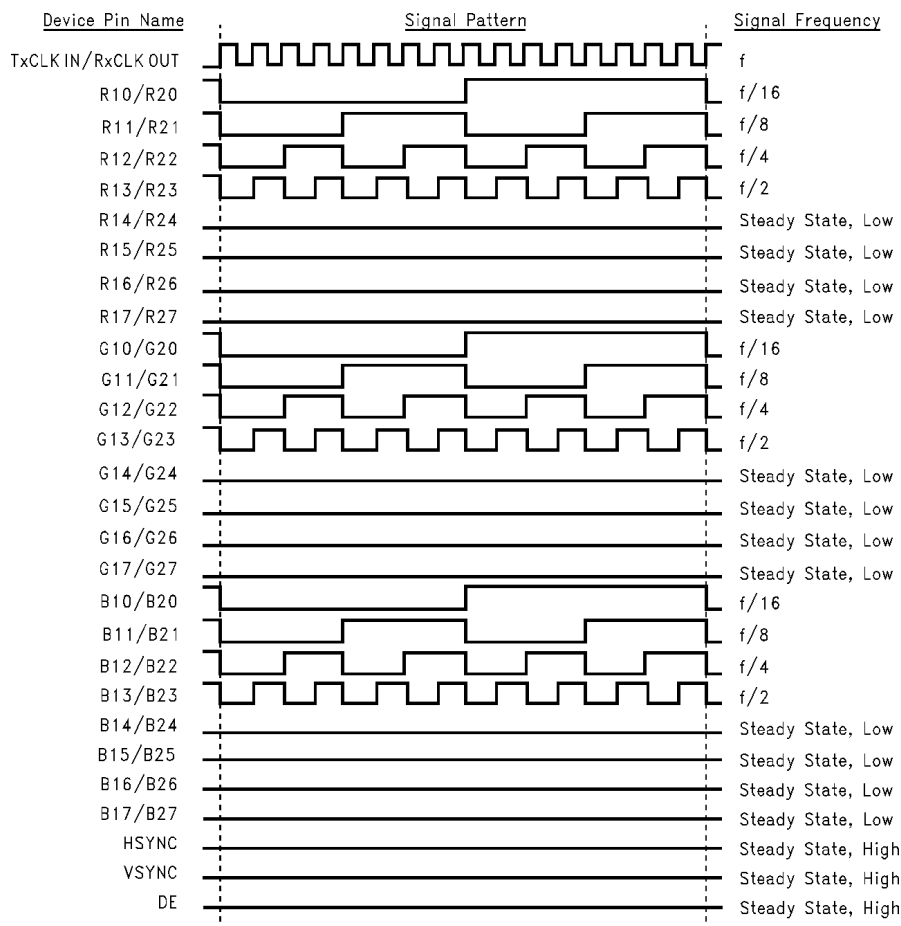 Device Pin Name Signal Pattern Signal Frequency
TxCLK IN/RxCLK OUT f
R10/R20 f/16
R11/R21 f/8
R12/R22 f/4
R13/R23 f/2
R14/R24 Steady State, Low
R15/R25 Steady State, Low
R16/R26 Steady State, Low
R17/R27 Steady State, Low
G10/G20 f/16
G11/G21 f/8
G12/G22 f/4
G13/G23 f/2
G14/G24 Steady State, Low
G15/G25 Steady State, Low
G16/G26 Steady State, Low
G17/G27 Steady State, Low
B10/B20 f/16
B11/B21 f/8
B12/B22 f/4
B13/B23 f/2
B14/B24 Steady State, Low
B15/B25 Steady State, Low
B16/B26 Steady State, Low
B17/B27 Steady State, Low
HSYNC Steady State, High
VSYNC Steady State, High
DE Steady State, High